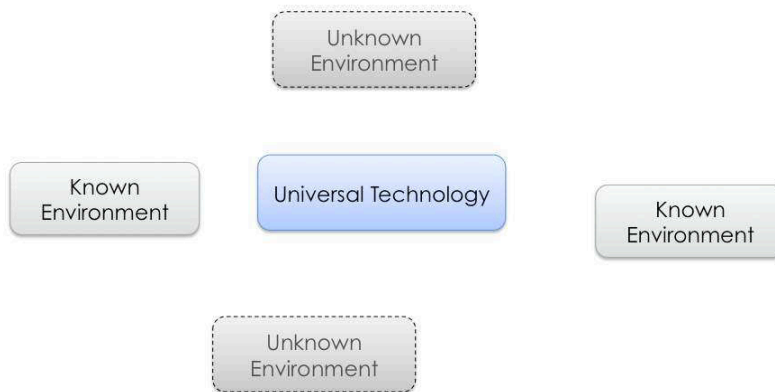 Unknown
Environment
Known
Environment
Universal Technology
Known
Environment
Unknown
Environment